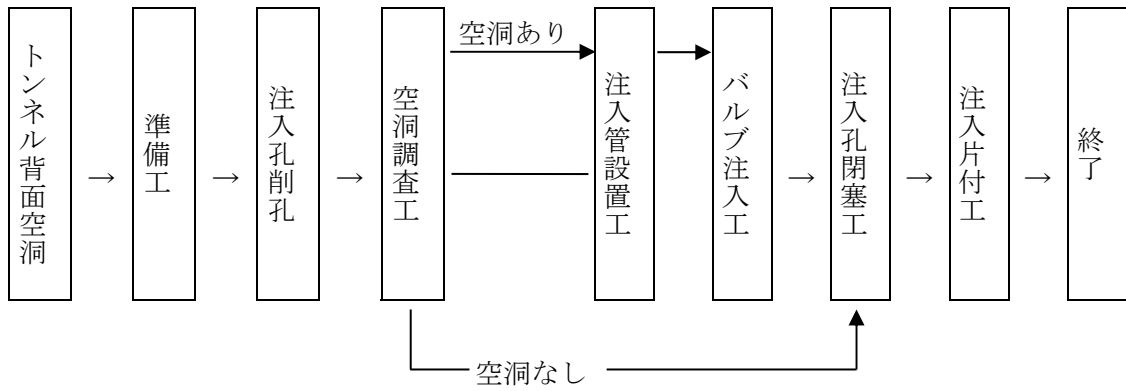 トンネル背面空洞
→
準備工
→
注入孔削孔
→
空洞調査工
空洞あり
注入管設置工
バルブ注入工
→
注入孔閉塞工
→
注入片付工
→
終了
空洞なし